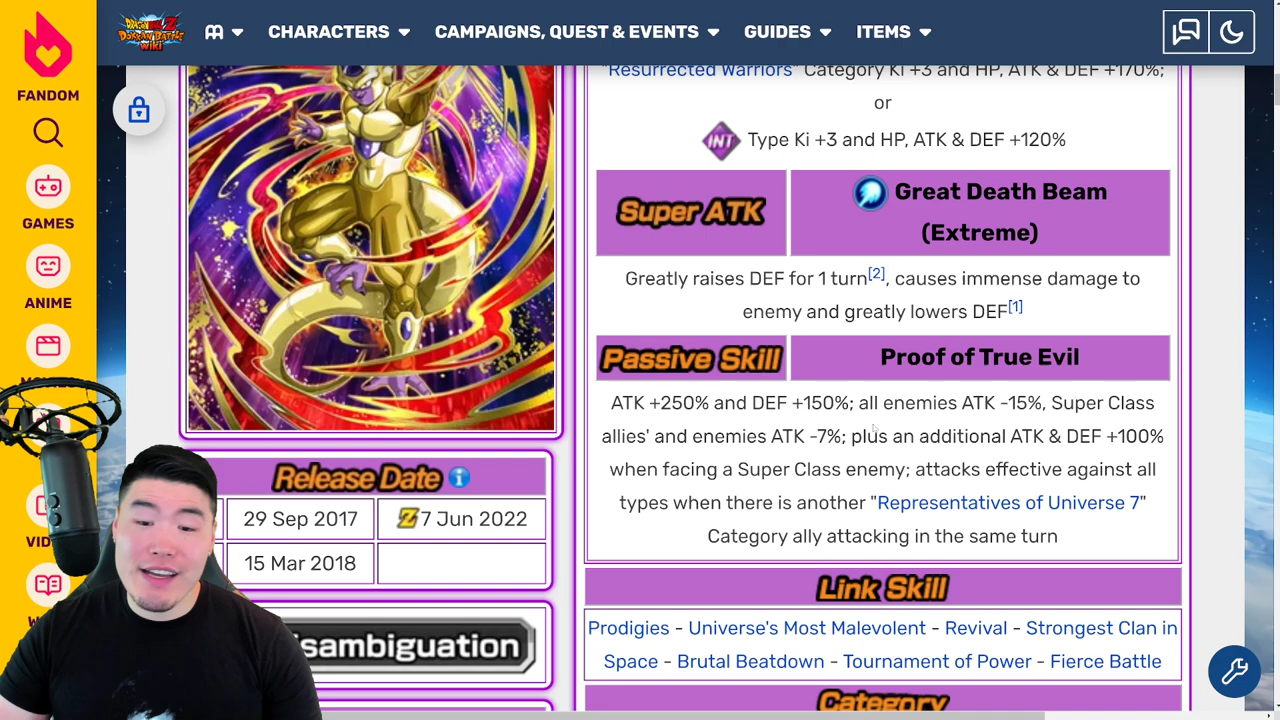 FANDOM
GAMES
ANIME
DRAGON BALL Z
DOKKAN BATTLE
WIKI
CHARACTERS
CAMPAIGNS, QUEST & EVENTS
GUIDES
ITEMS
"Resurrected Warriors" Category Ki +3 and HP, ATK & DEF +170%;
or
INT Type Ki +3 and HP, ATK & DEF +120%
Super ATK
Great Death Beam
(Extreme)
Greatly raises DEF for 1 turn[2], causes immense damage to
enemy and greatly lowers DEF[1]
Passive Skill
Proof of True Evil
ATK +250% and DEF +150%; all enemies ATK -15%, Super Class
allies' and enemies ATK -7%; plus an additional ATK & DEF +100%
when facing a Super Class enemy; attacks effective against all
types when there is another "Representatives of Universe 7"
Category ally attacking in the same turn
Link Skill
Prodigies - Universe's Most Malevolent - Revival - Strongest Clan in
Space - Brutal Beatdown - Tournament of Power - Fierce Battle
Category
Release Date i
29 Sep 2017
Z 7 Jun 2022
15 Mar 2018
sambiguation